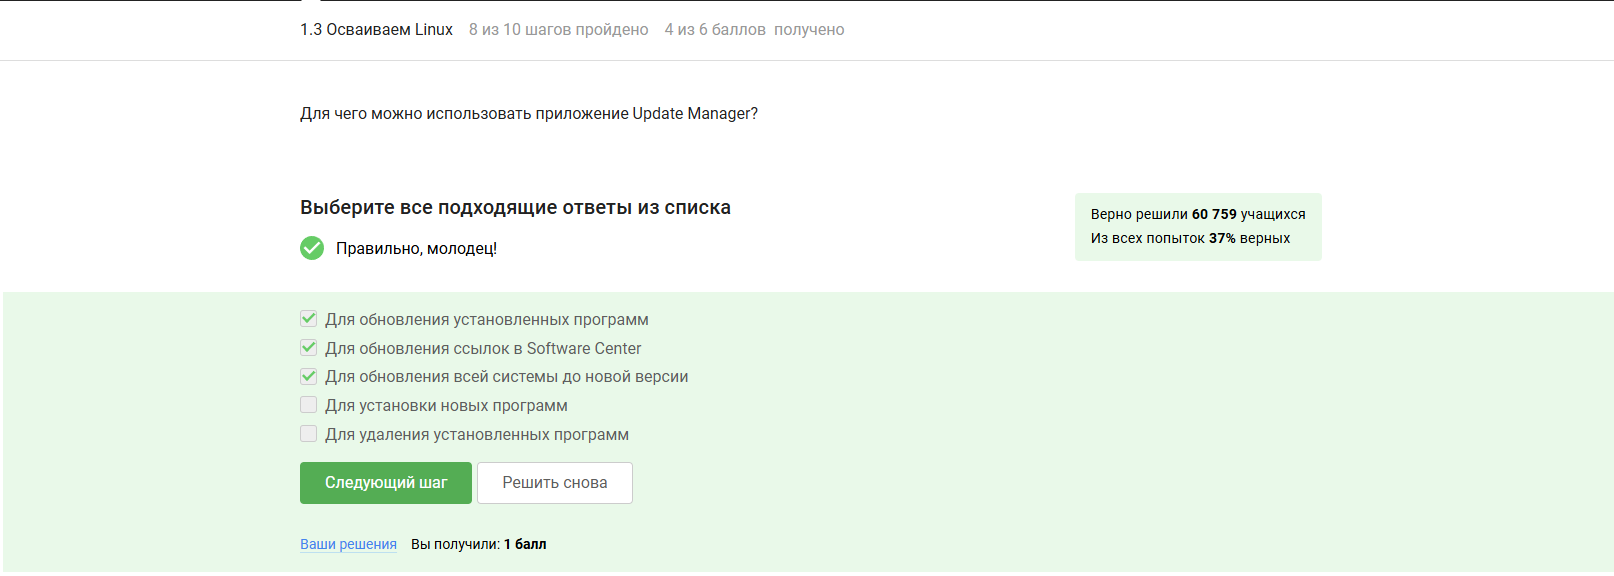 1.3 Осваиваем Linux 8 из 10 шагов пройдено 4 из 6 баллов получено
Для чего можно использовать приложение Update Manager?
Выберите все подходящие ответы из списка
Правильно, молодец!
Верно решили 60 759 учащихся
Из всех попыток 37% верных
Для обновления установленных программ
Для обновления ссылок в Software Center
Для обновления всей системы до новой версии
Для установки новых программ
Для удаления установленных программ
Следующий шаг Решить снова
Ваши решения Вы получили: 1 балл